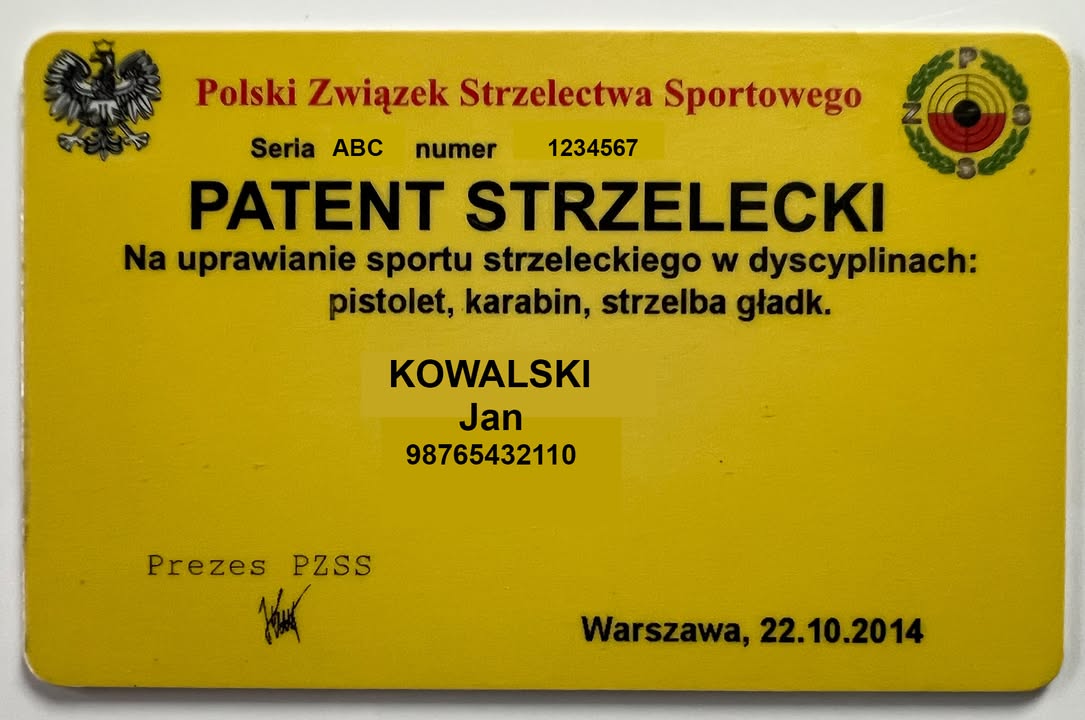 Polski Związek Strzelectwa Sportowego
P
Z S
S
Seria ABC numer 1234567
PATENT STRZELECKI
Na uprawianie sportu strzeleckiego w dyscyplinach:
pistolet, karabin, strzelba gładk.
KOWALSKI
Jan
98765432110
Prezes PZSS
Warszawa, 22.10.2014